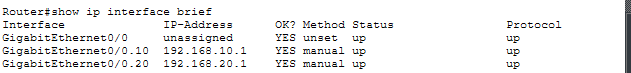 Router#show ip interface brief
Interface              IP-Address      OK? Method Status                Protocol
GigabitEthernet0/0     unassigned      YES unset  up                    up
GigabitEthernet0/0.10  192.168.10.1    YES manual up                    up
GigabitEthernet0/0.20  192.168.20.1    YES manual up                    up